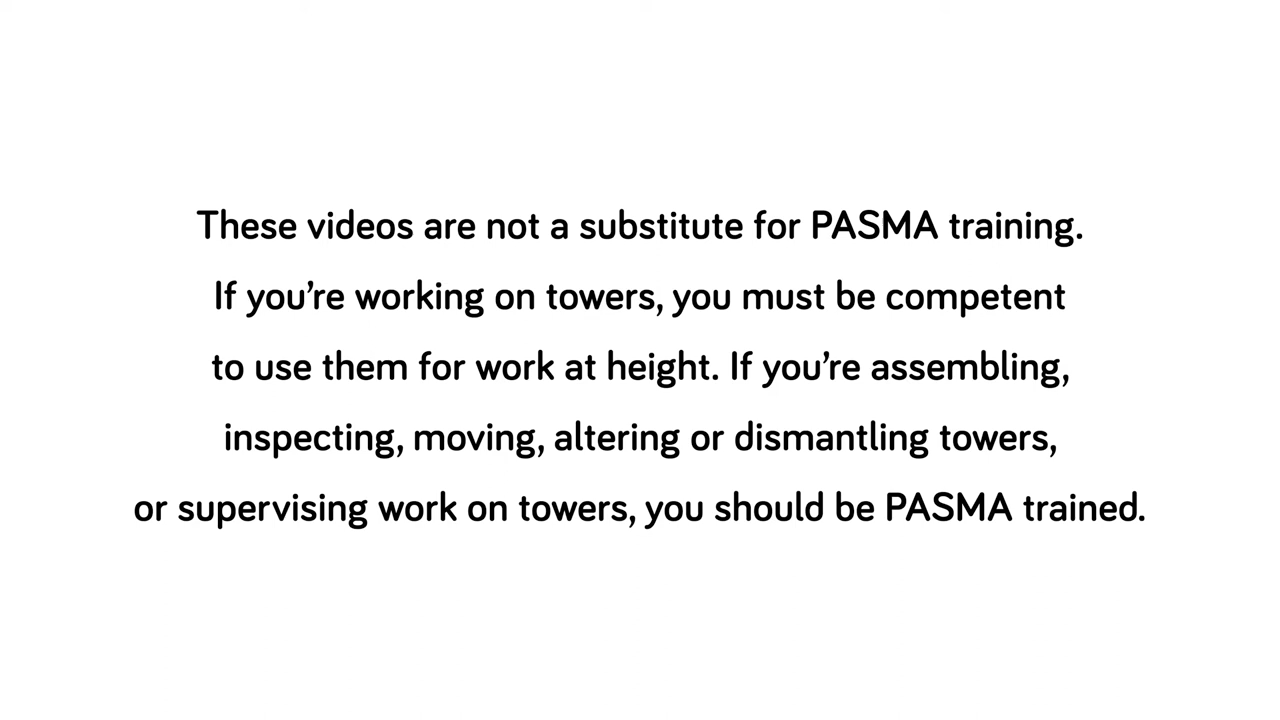 These videos are not a substitute for PASMA training.
If you’re working on towers, you must be competent
to use them for work at height. If you’re assembling,
inspecting, moving, altering or dismantling towers,
or supervising work on towers, you should be PASMA trained.